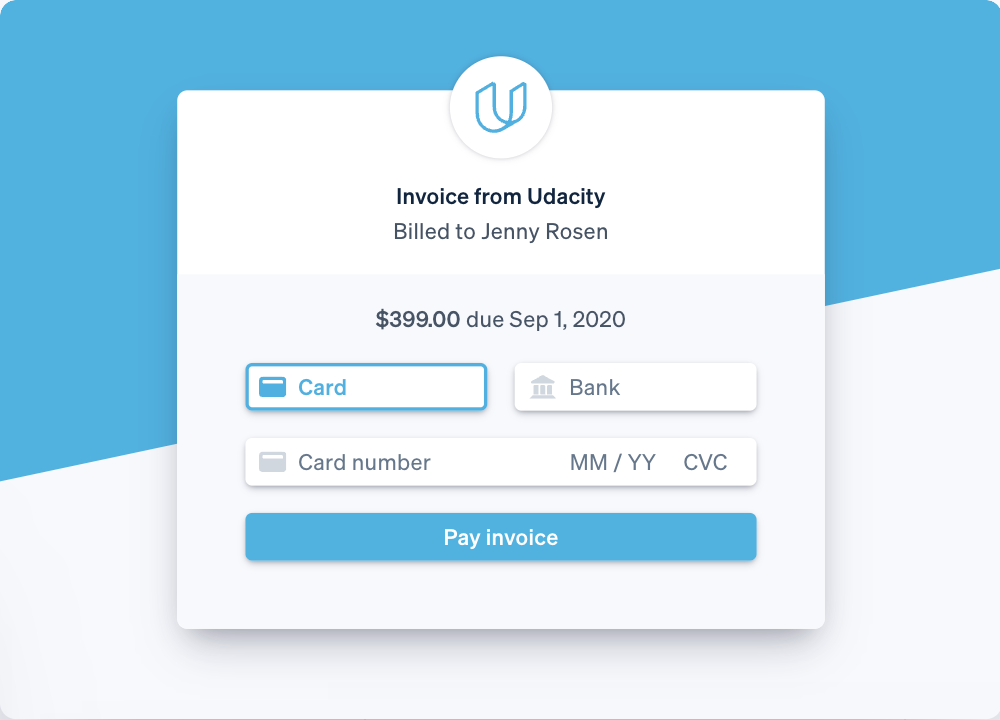 Invoice from Udacity
Billed to Jenny Rosen
$399.00 due Sep 1, 2020
Card
Bank
Card number MM / YY CVC
Pay invoice